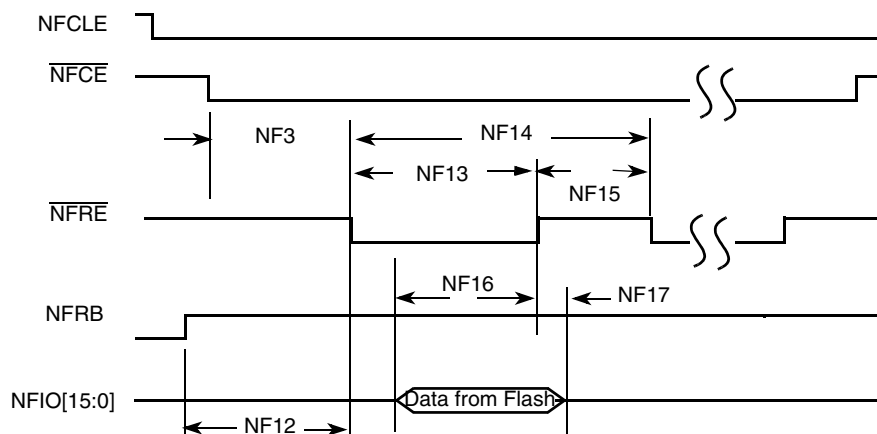 NFCLE
NFCE
NF3
NF14
NF13
NF15
NFRE
NF16
NF17
NFRB
NFIO[15:0]
Data from Flash
NF12